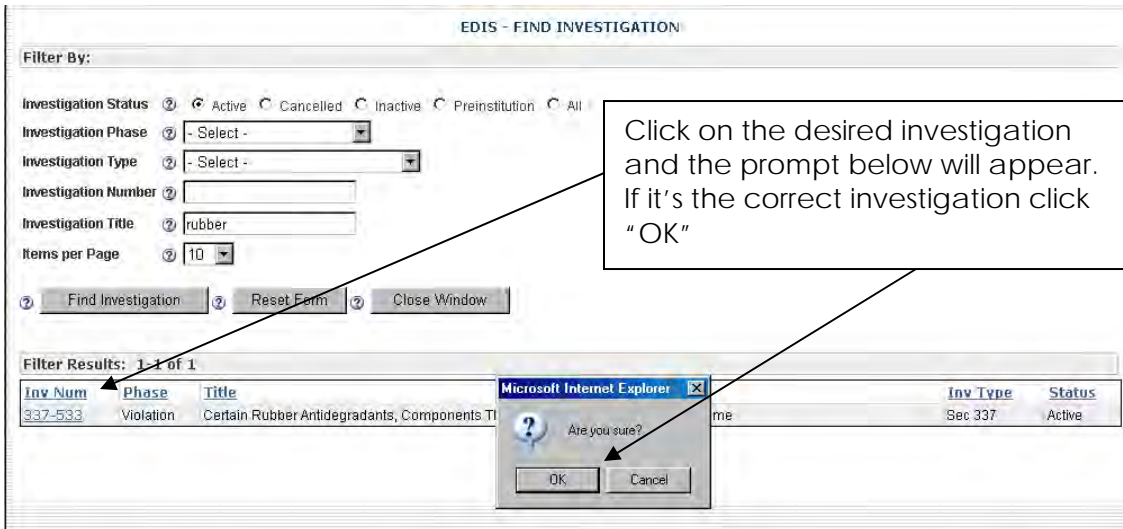 EDIS - FIND INVESTIGATION
Filter By:
Investigation Status ? Active Cancelled Inactive Preinstitution All
Investigation Phase ? - Select -
Investigation Type ? - Select -
Investigation Number ?
Investigation Title ? rubber
Items per Page ? 10
? Find Investigation ? Reset Form ? Close Window
Click on the desired investigation
and the prompt below will appear.
If it's the correct investigation click
"OK"
Filter Results: 1-1 of 1
Inv Num Phase Title Inv Type Status
337-533 Violation Certain Rubber Antidegradants, Components Sec 337 Active
Microsoft Internet Explorer X
? Are you sure?
OK Cancel